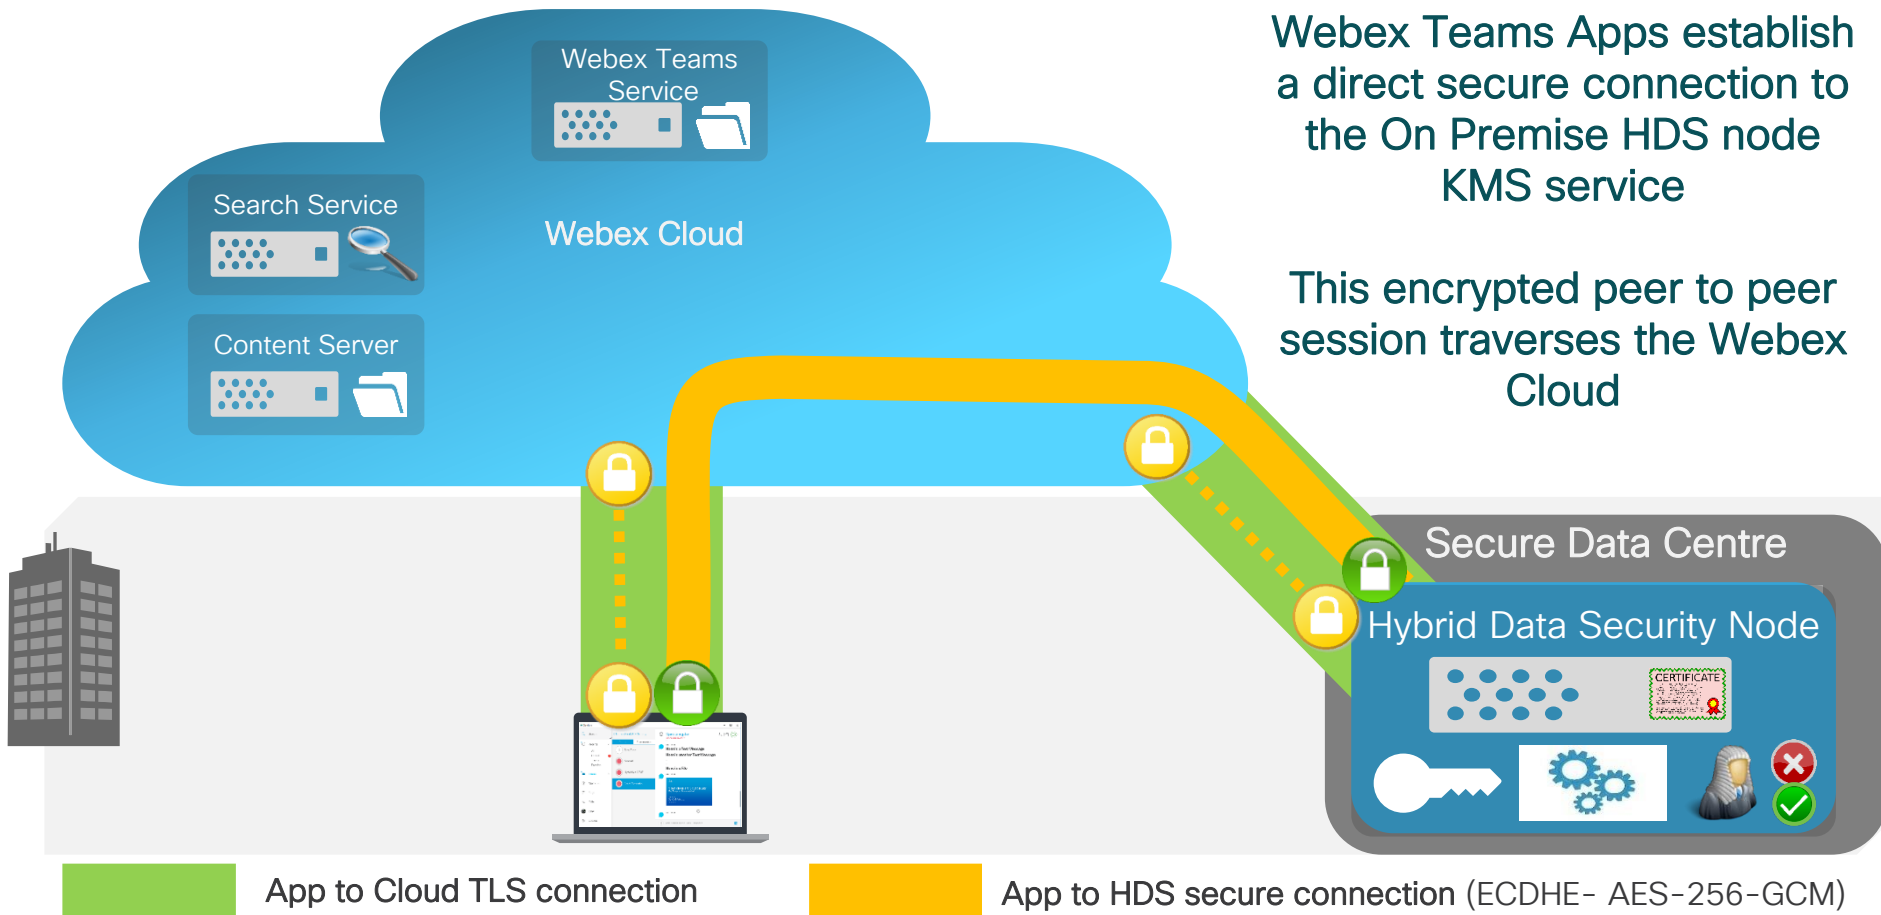 Webex Teams Apps establish
a direct secure connection to
the On Premise HDS node
KMS service
This encrypted peer to peer
session traverses the Webex
Cloud
Webex Teams
Service
Search Service
Webex Cloud
Content Server
Secure Data Centre
Hybrid Data Security Node
CERTIFICATE
App to Cloud TLS connection
App to HDS secure connection (ECDHE- AES-256-GCM)